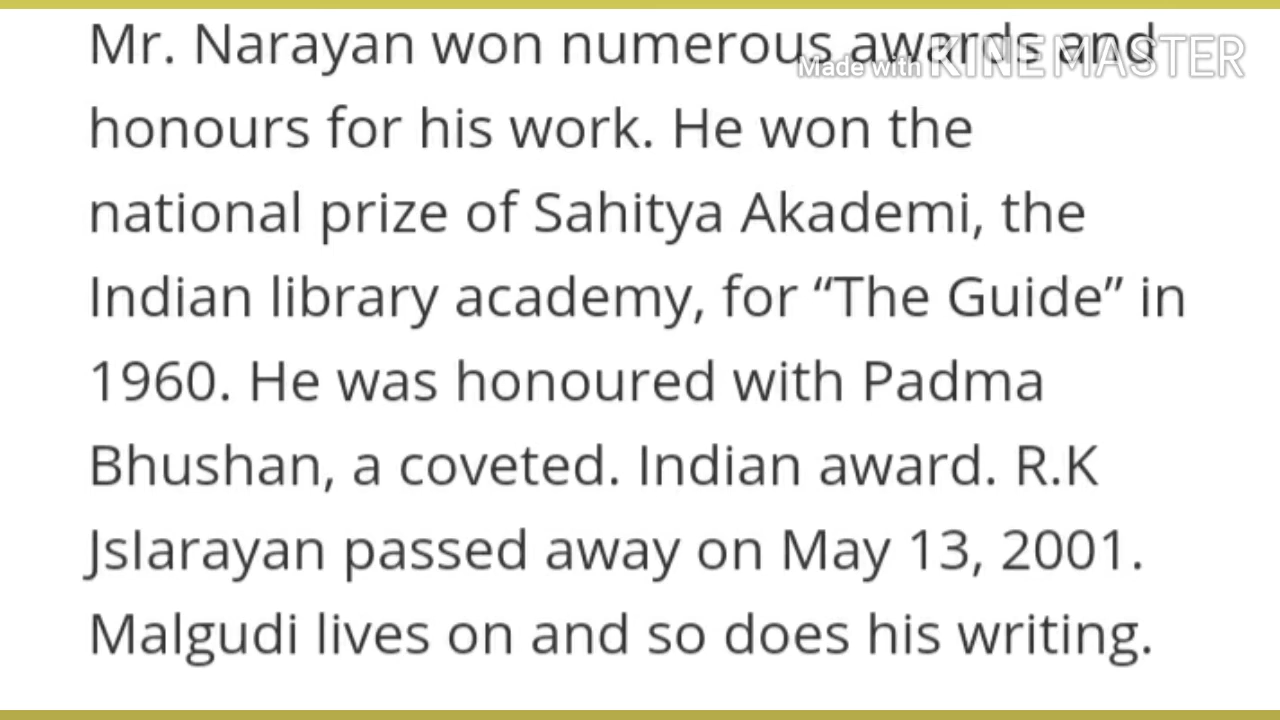 Mr. Narayan won numerous awards and
Made with KINEMASTER
honours for his work. He won the
national prize of Sahitya Akademi, the
Indian library academy, for “The Guide” in
1960. He was honoured with Padma
Bhushan, a coveted. Indian award. R.K
JsIarayan passed away on May 13, 2001.
Malgudi lives on and so does his writing.